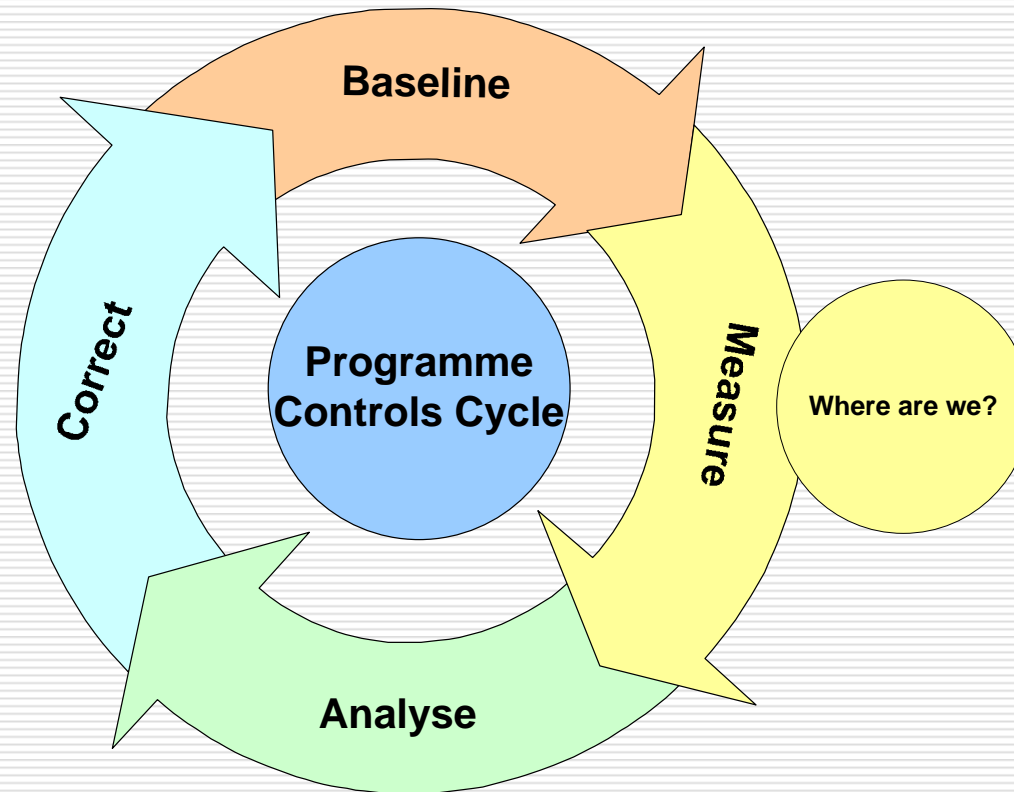 Baseline
Measure
Where are we?
Programme
Controls Cycle
Correct
Analyse